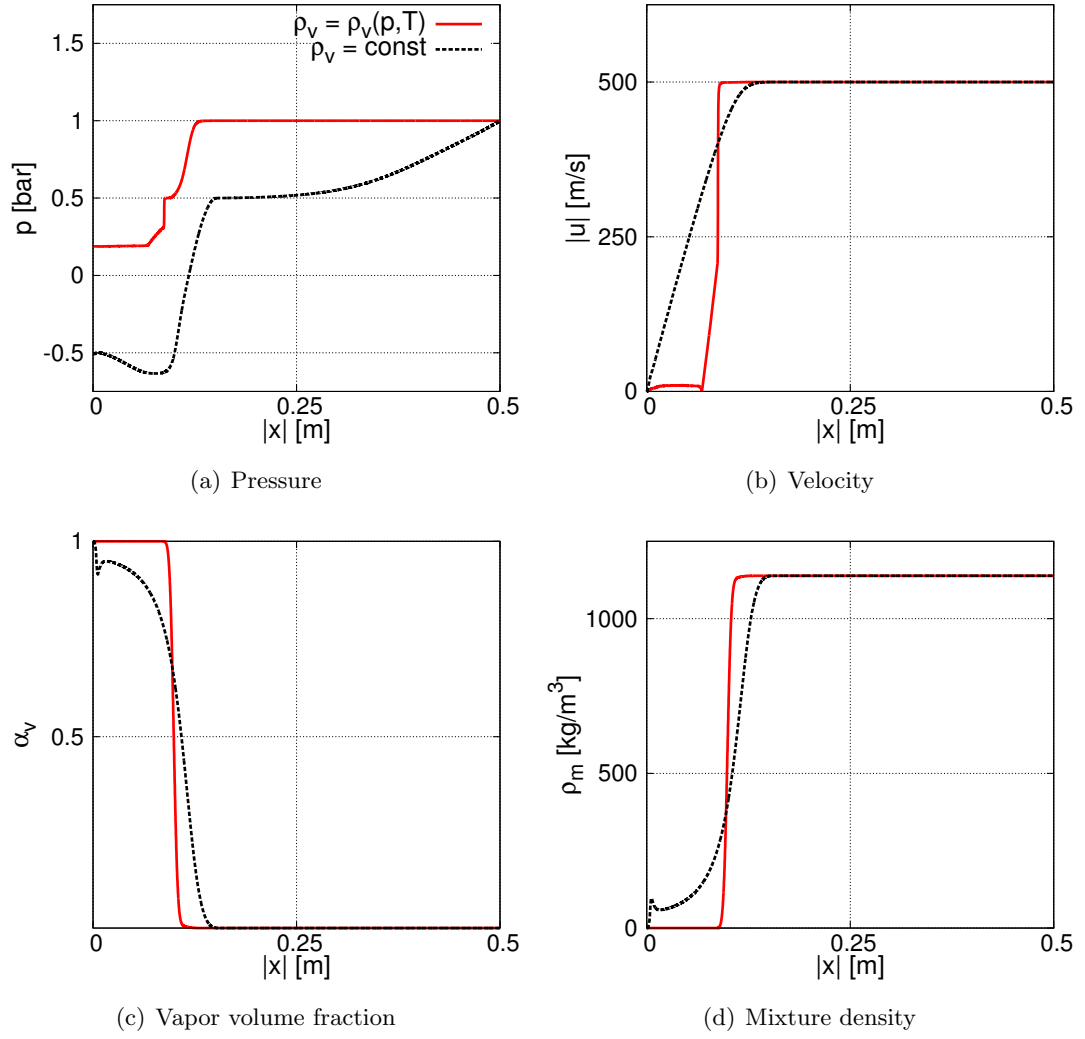 ρᵥ = ρᵥ(p,T)
ρᵥ = const
p [bar]
1.5
1
0.5
0
-0.5
0
0.25
0.5
|x| [m]
(a) Pressure
|u| [m/s]
500
250
0
0
0.25
0.5
|x| [m]
(b) Velocity
αᵥ
1
0.5
0
0.25
0.5
|x| [m]
(c) Vapor volume fraction
ρₘ [kg/m³]
1000
500
0
0
0.25
0.5
|x| [m]
(d) Mixture density